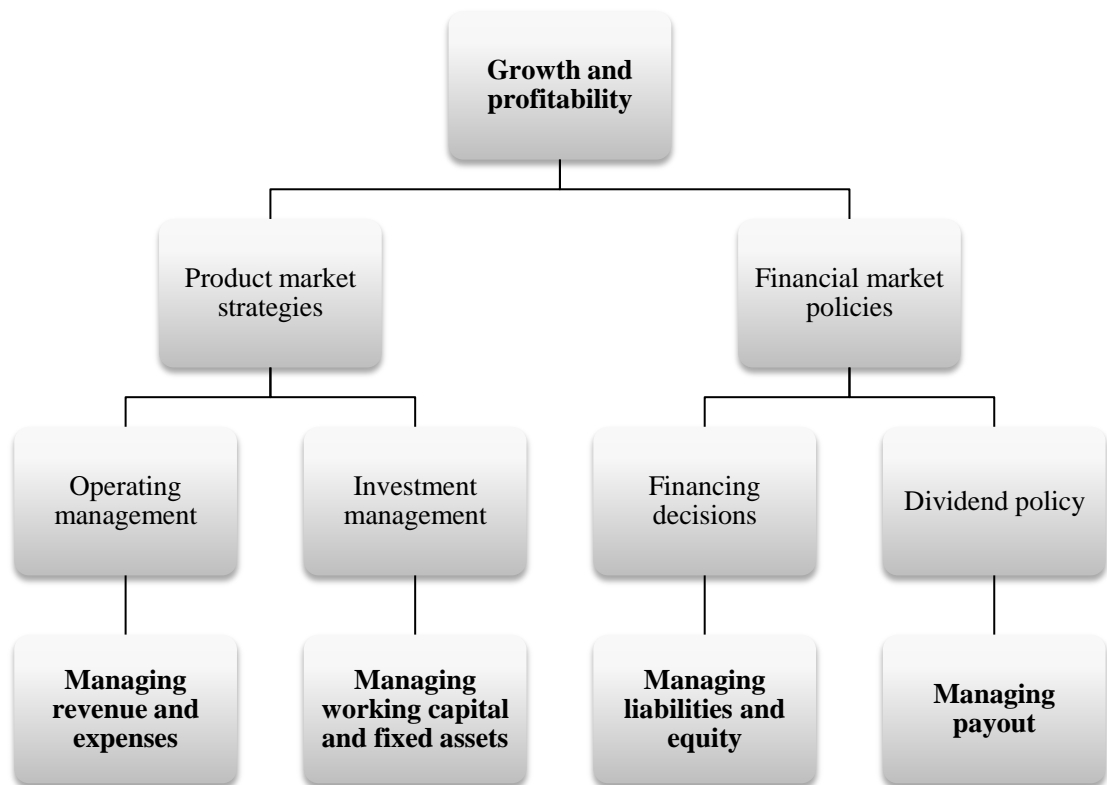 Growth and
profitability
Product market
strategies
Financial market
policies
Operating
management
Investment
management
Financing
decisions
Dividend policy
Managing
revenue and
expenses
Managing
working capital
and fixed assets
Managing
liabilities and
equity
Managing
payout